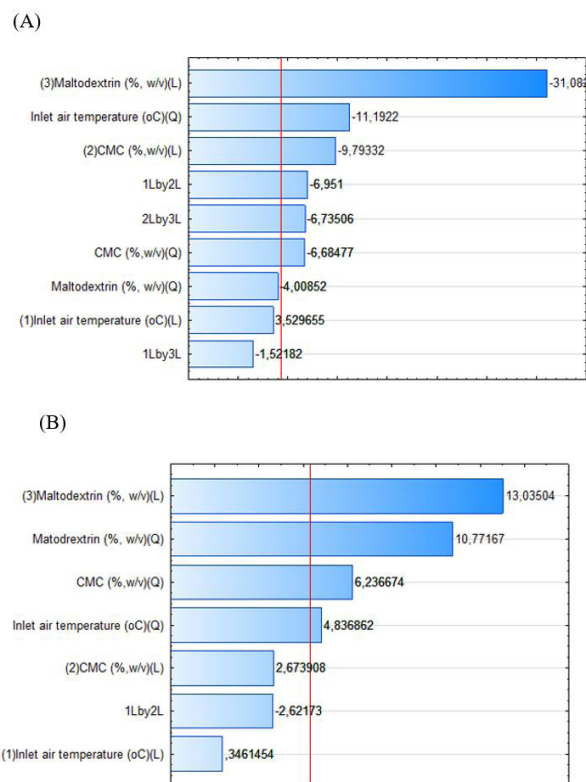 (A)
(3)Maltodextrin (%, w/v)(L) -31,082
Inlet air temperature (oC)(Q) -11,1922
(2)CMC (%,w/v)(L) -9,79332
1Lby2L -6,951
2Lby3L -6,73506
CMC (%,w/v)(Q) -6,68477
Maltodextrin (%, w/v)(Q) -4,00852
(1)Inlet air temperature (oC)(L) 3,529655
1Lby3L -1,52182
(B)
(3)Maltodextrin (%, w/v)(L) 13,03504
Matodrextrin (%, w/v)(Q) 10,77167
CMC (%,w/v)(Q) 6,236674
Inlet air temperature (oC)(Q) 4,836862
(2)CMC (%,w/v)(L) 2,673908
1Lby2L -2,62173
(1)Inlet air temperature (oC)(L) ,3461454